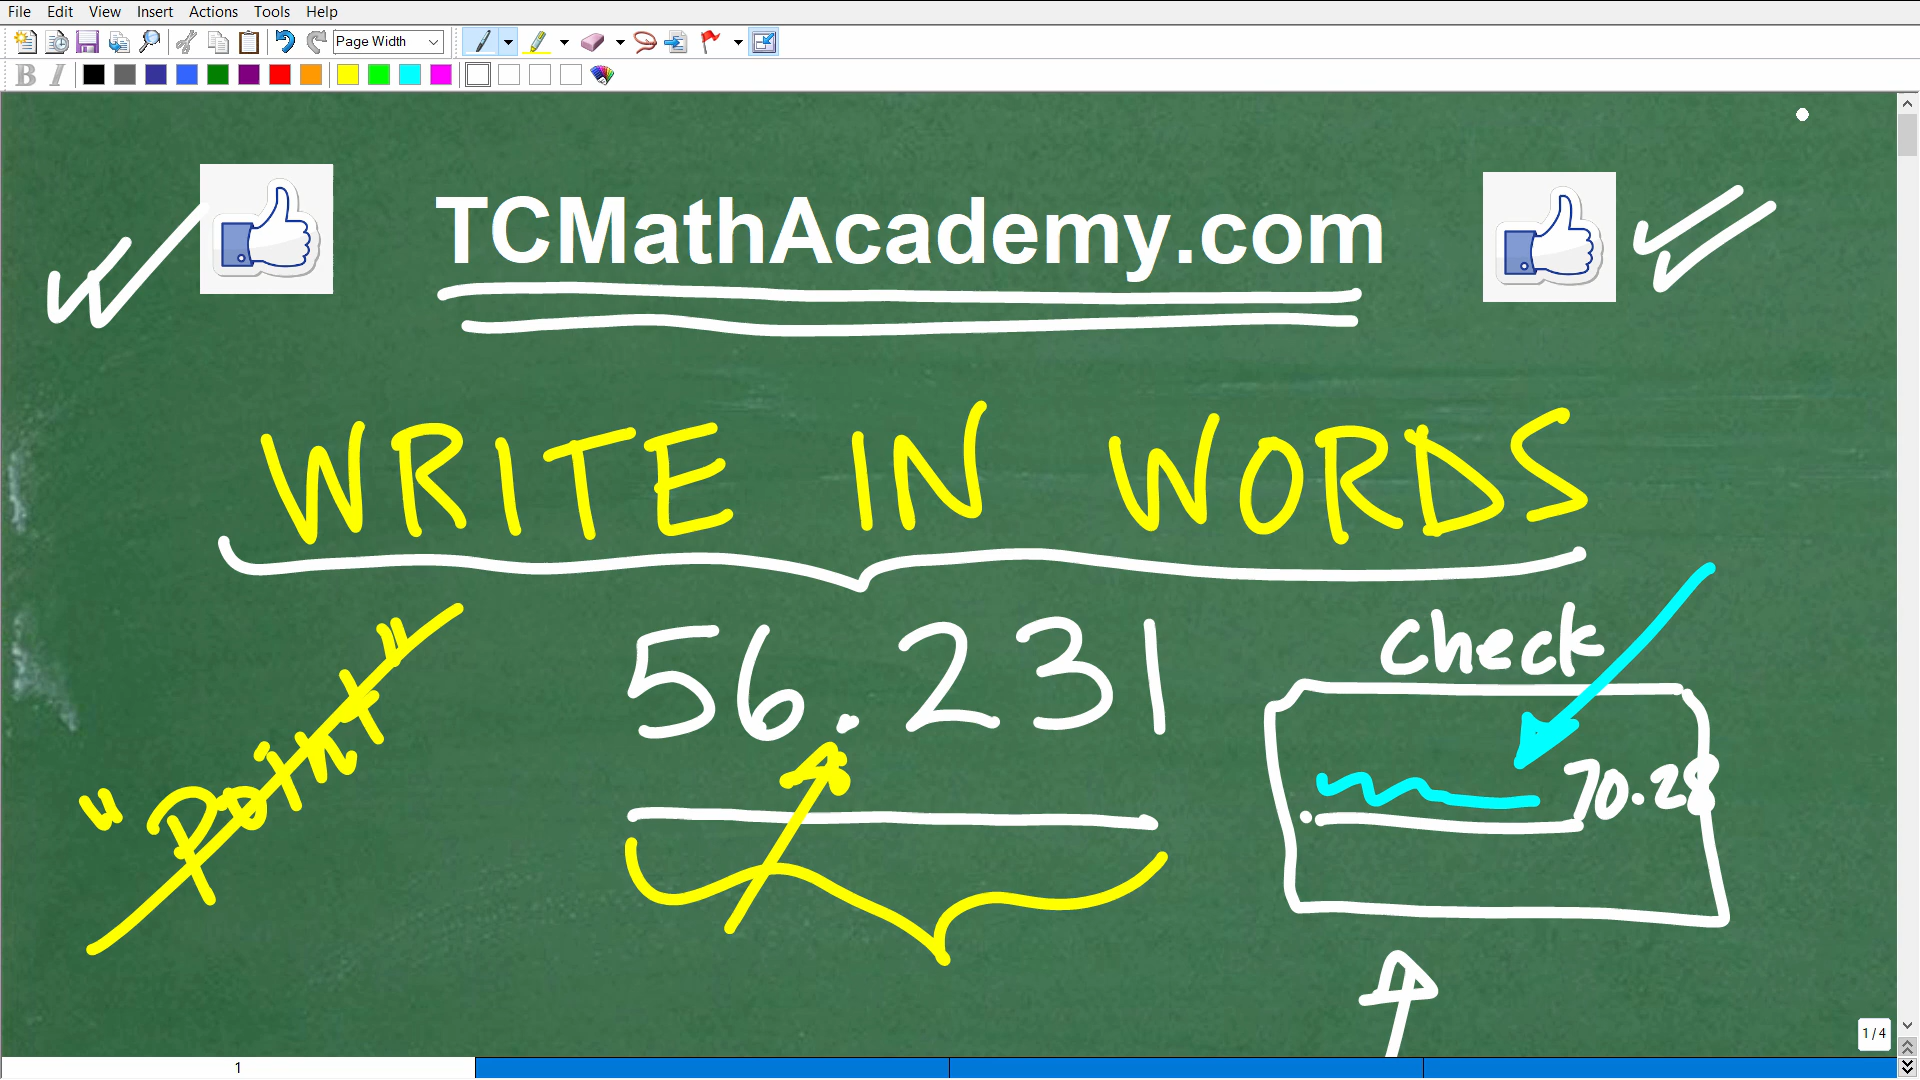 File Edit View Insert Actions Tools Help
Page Width
B I
TCMathAcademy.com
WRITE IN WORDS
56.231
check
"Point"
70.28
1 / 4
1